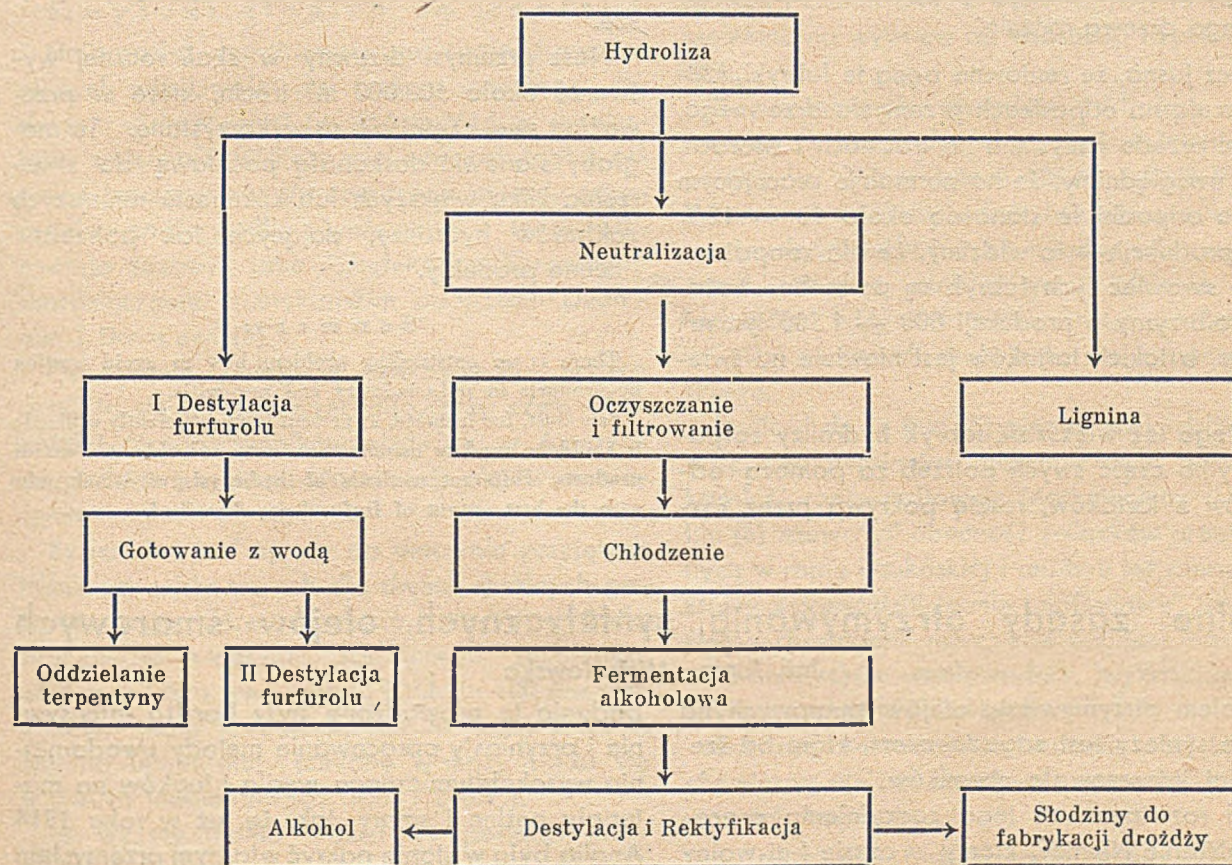 Hydroliza
Neutralizacja
I Destylacja
furfurolu
Oczyszczanie
i filtrowanie
Lignina
Gotowanie z wodą
Chłodzenie
Oddzielanie
terpentyny
II Destylacja
furfurolu
Fermentacja
alkoholowa
Alkohol
Destylacja i Rektyfikacja
Słodziny do
fabrykacji drożdży